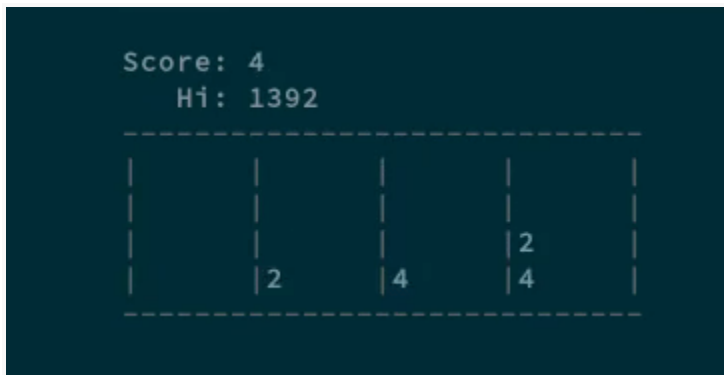 Score: 4
Hi: 1392
-----------------------------
|      |      |      |      |
|      |      |      |      |
|      |      |      |2     |
|      |2     |4     |4     |
-----------------------------